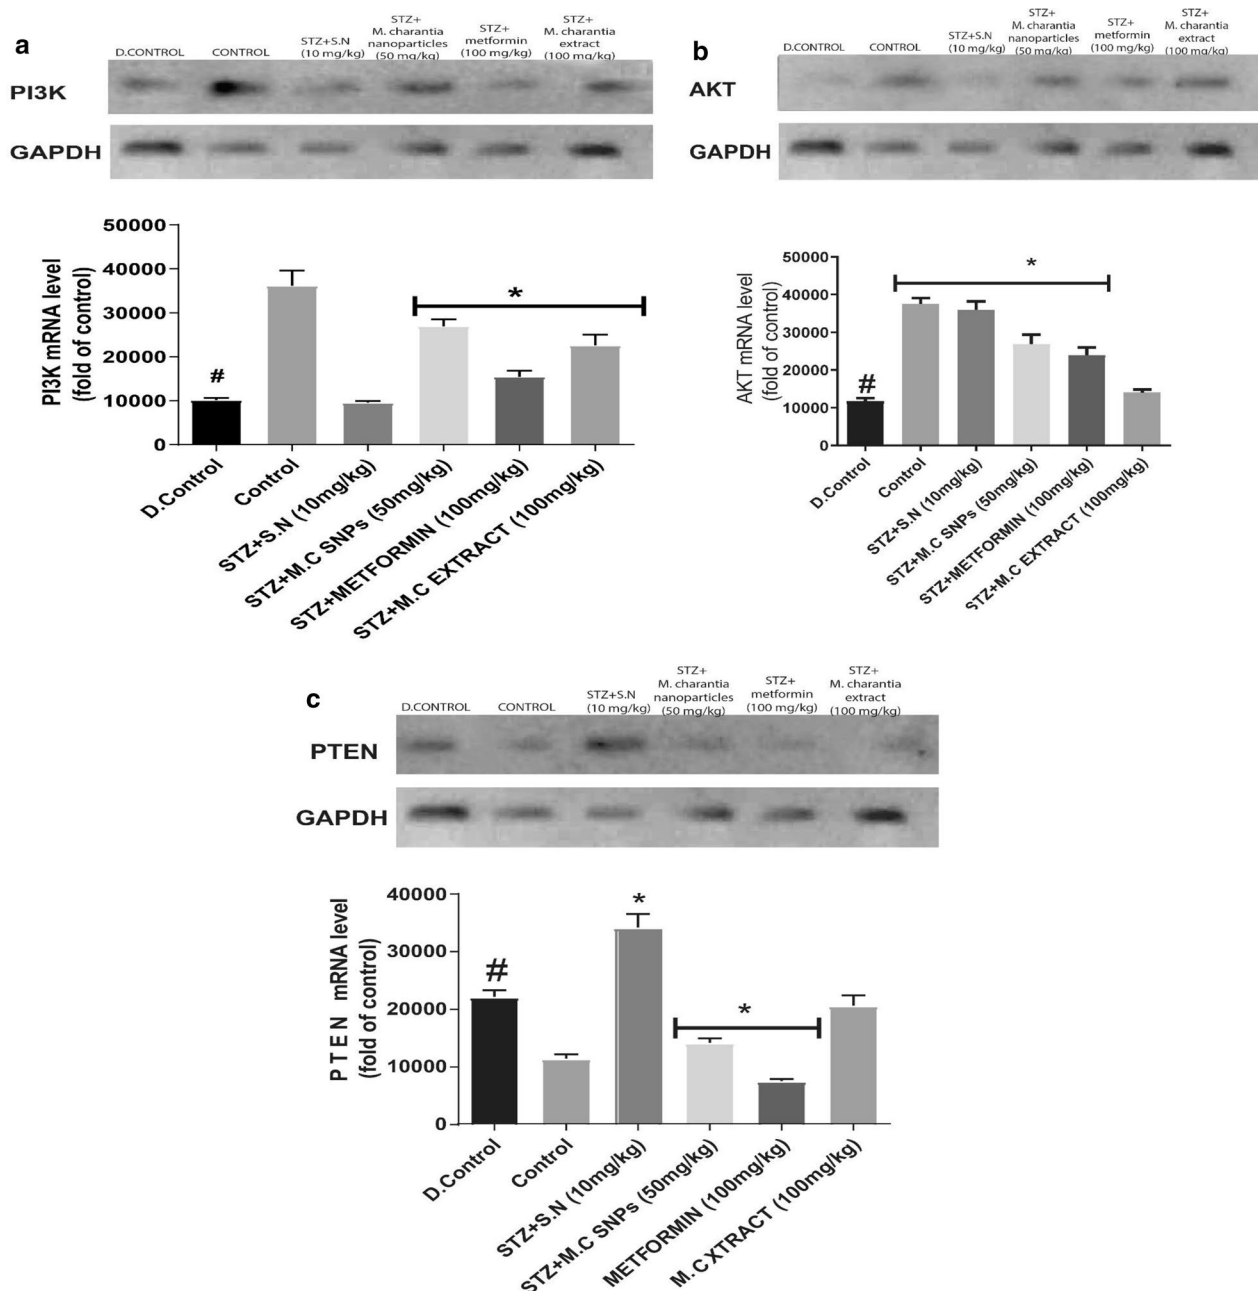 a
D.CONTROL
CONTROL
STZ+S.N
(10 mg/kg)
STZ+
M. charantia
nanoparticles
(50 mg/kg)
STZ+
metformin
(100 mg/kg)
STZ+
M. charantia
extract
(100 mg/kg)
PI3K
GAPDH
PI3K mRNA level
(fold of control)
50000
40000
30000
20000
10000
0
#
*
D.Control
Control
STZ+S.N (10mg/kg)
STZ+M.C SNPs (50mg/kg)
STZ+METFORMIN (100mg/kg)
STZ+M.C EXTRACT (100mg/kg)
b
D.CONTROL
CONTROL
STZ+S.N
(10 mg/kg)
STZ+
M. charantia
nanoparticles
(50 mg/kg)
STZ+
metformin
(100 mg/kg)
STZ+
M. charantia
extract
(100 mg/kg)
AKT
GAPDH
AKT mRNA level
(fold of control)
50000
40000
30000
20000
10000
0
#
*
D.Control
Control
STZ+S.N (10mg/kg)
STZ+M.C SNPs (50mg/kg)
STZ+METFORMIN (100mg/kg)
STZ+M.C EXTRACT (100mg/kg)
c
D.CONTROL
CONTROL
STZ+S.N
(10 mg/kg)
STZ+
M. charantia
nanoparticles
(50 mg/kg)
STZ+
metformin
(100 mg/kg)
STZ+
M. charantia
extract
(100 mg/kg)
PTEN
GAPDH
PTEN mRNA level
(fold of control)
40000
30000
20000
10000
0
#
*
*
D.Control
Control
STZ+S.N (10mg/kg)
STZ+M.C SNPs (50mg/kg)
METFORMIN (100mg/kg)
M.C XTRACT (100mg/kg)